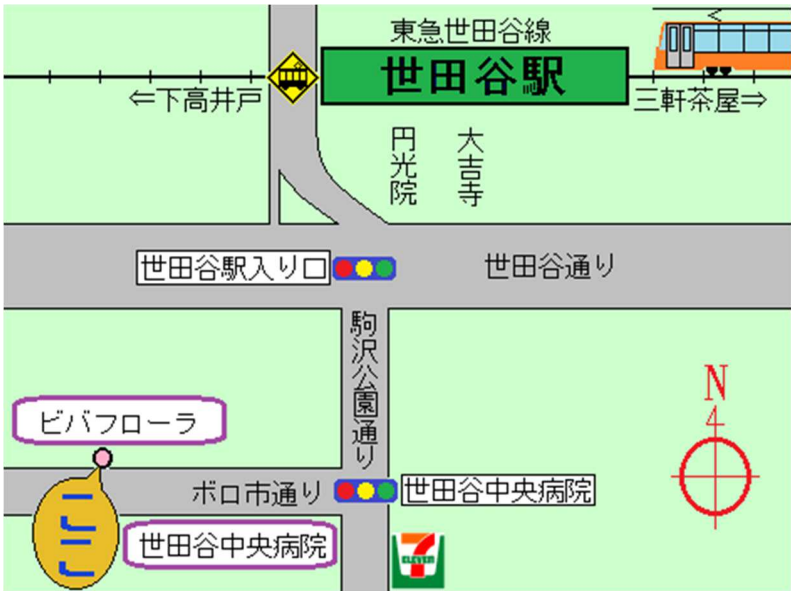 東急世田谷線
世田谷駅
⇐下高井戸
三軒茶屋⇒
円光院
大吉寺
世田谷駅入り口
世田谷通り
駒沢公園通り
N
ビバフローラ
ここ
ボロ市通り
世田谷中央病院
世田谷中央病院
7
ELEVEN